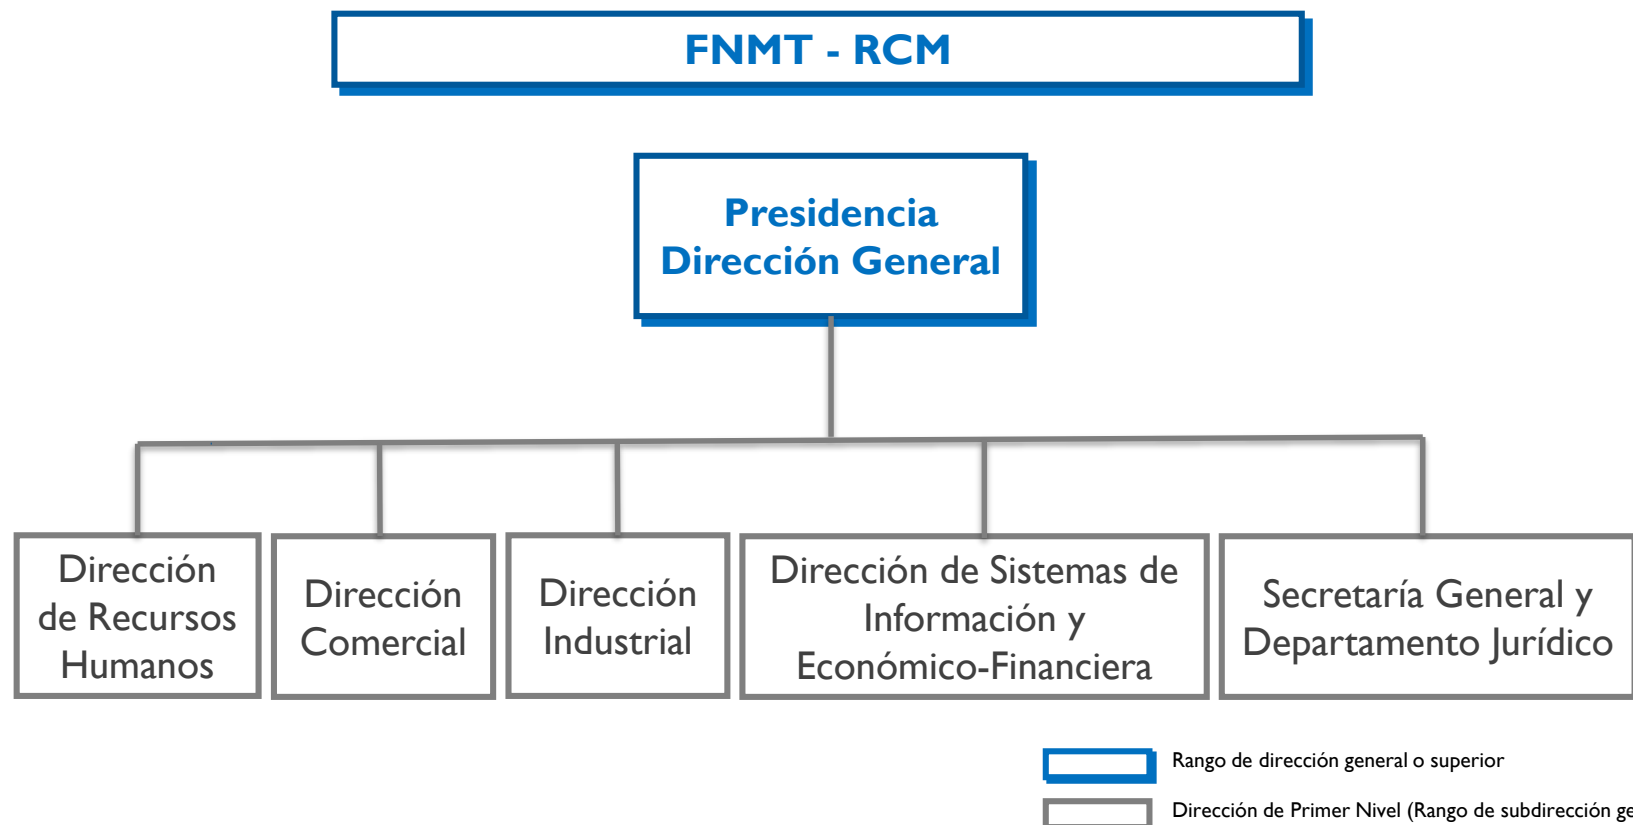 FNMT - RCM
Presidencia
Dirección General
Dirección
de Recursos
Humanos
Dirección
Comercial
Dirección
Industrial
Dirección de Sistemas de
Información y
Económico-Financiera
Secretaría General y
Departamento Jurídico
Rango de dirección general o superior
Dirección de Primer Nivel (Rango de subdirección